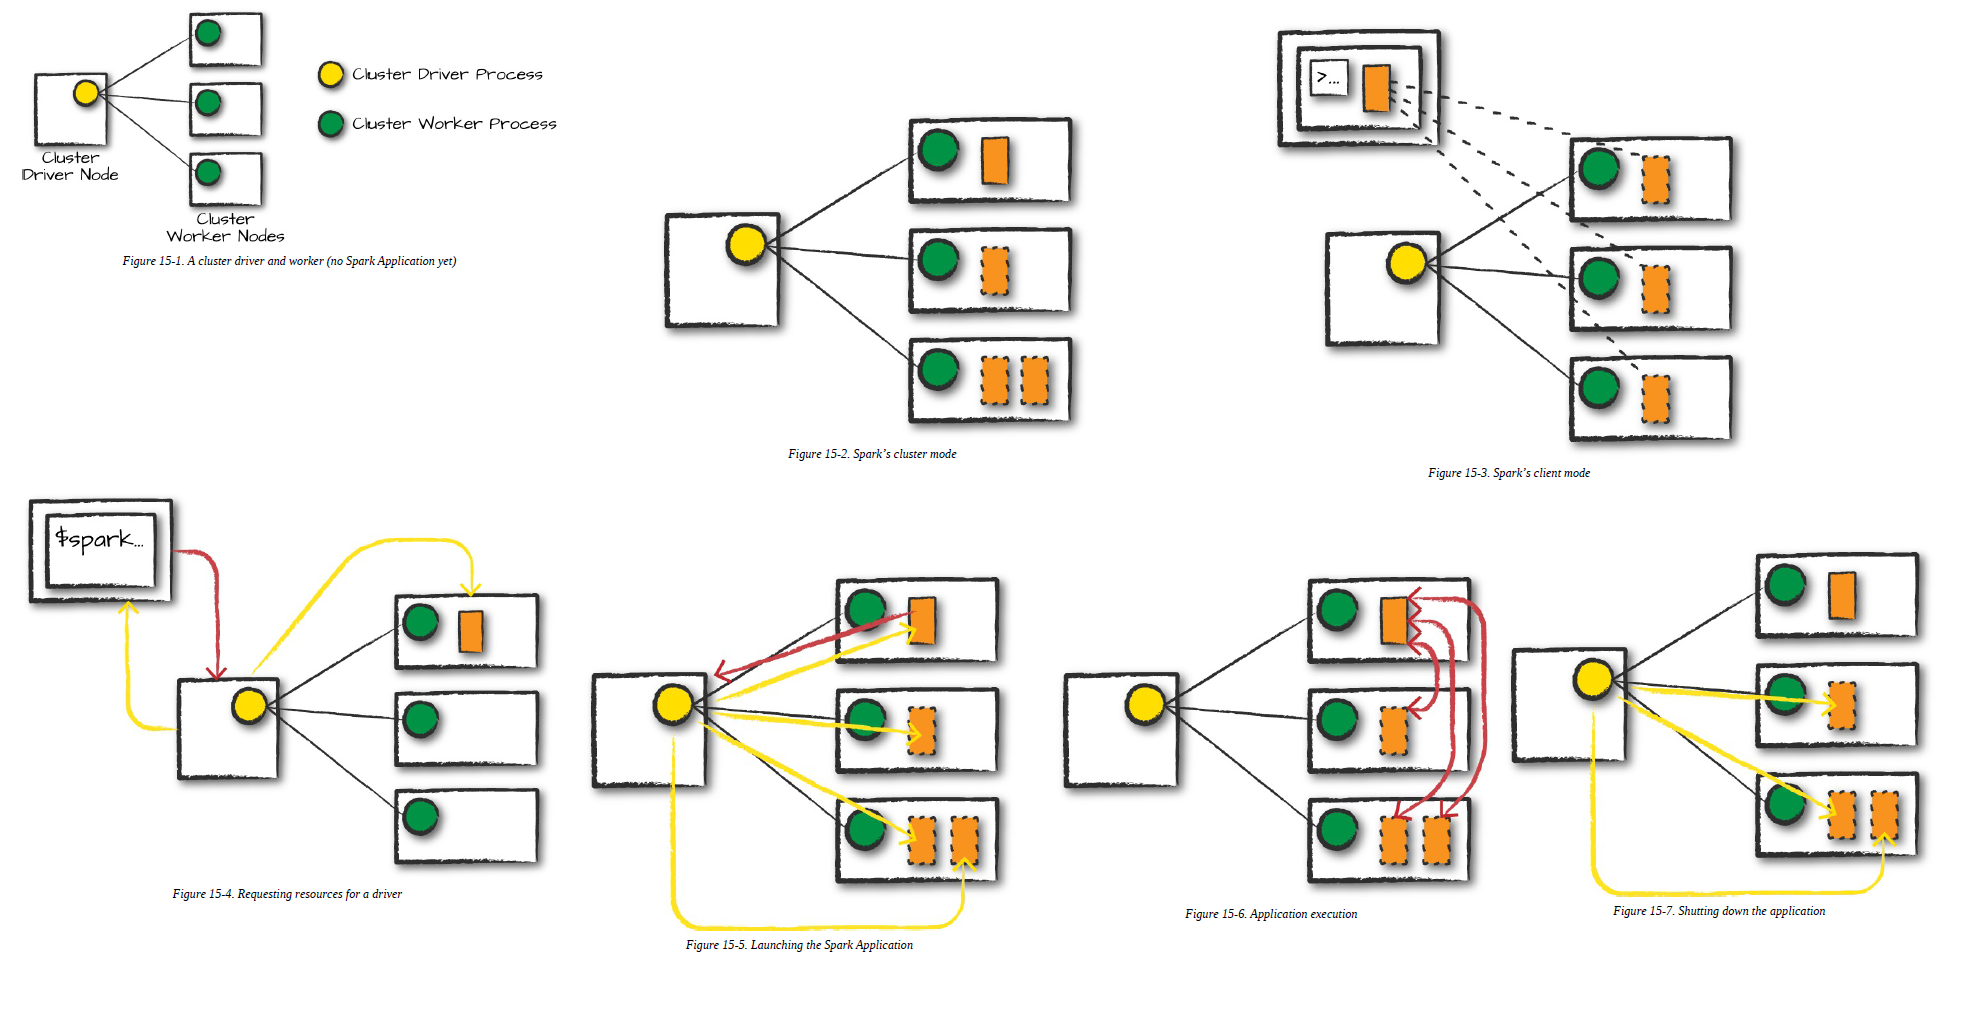 Cluster Driver Process
Cluster Worker Process
Cluster
Driver Node
Cluster
Worker Nodes
Figure 15-1. A cluster driver and worker (no Spark Application yet)
Figure 15-2. Spark’s cluster mode
>...
Figure 15-3. Spark’s client mode
$spark...
Figure 15-4. Requesting resources for a driver
Figure 15-5. Launching the Spark Application
Figure 15-6. Application execution
Figure 15-7. Shutting down the application